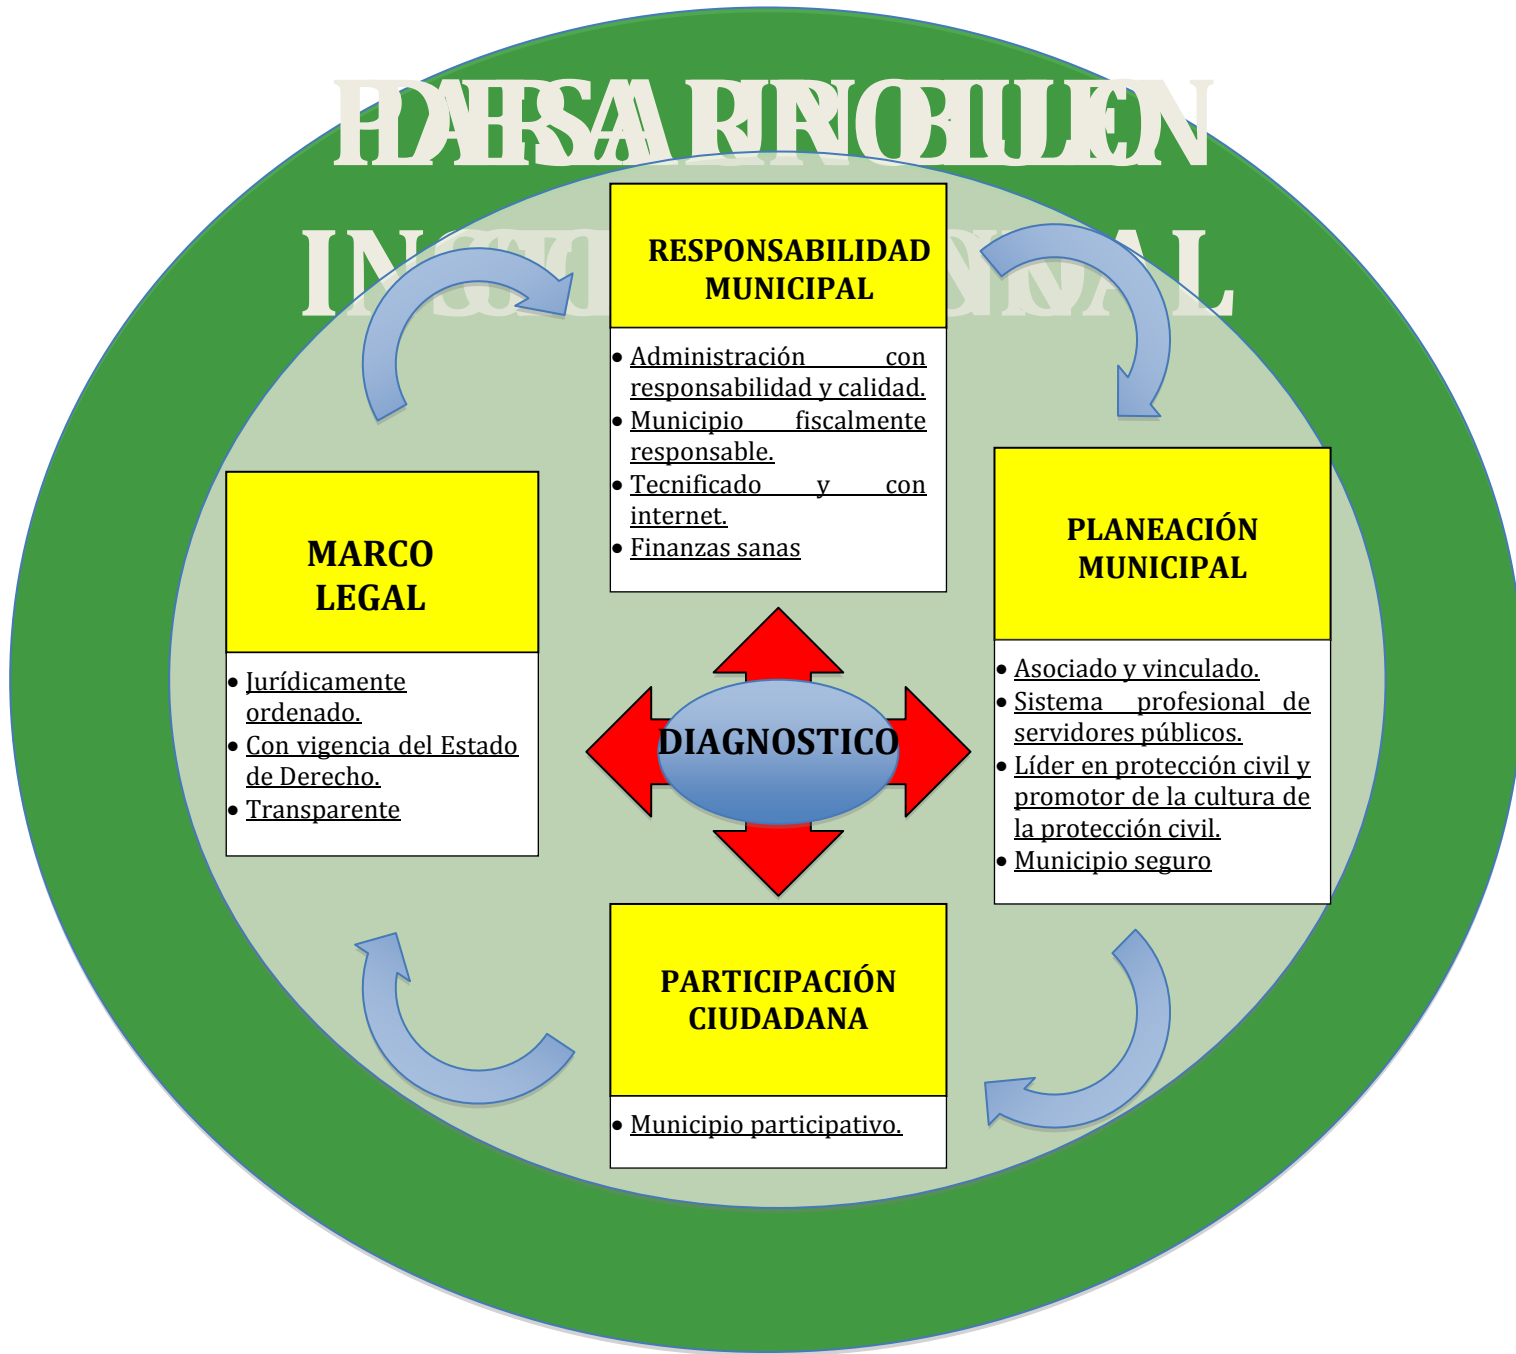 RESPONSABILIDAD
MUNICIPAL
• Administración con
responsabilidad y calidad.
• Municipio fiscalmente
responsable.
• Tecnificado y con
internet.
• Finanzas sanas
PLANEACIÓN
MUNICIPAL
• Asociado y vinculado.
• Sistema profesional de
servidores públicos.
• Líder en protección civil y
promotor de la cultura de
la protección civil.
• Municipio seguro
PARTICIPACIÓN
CIUDADANA
• Municipio participativo.
MARCO
LEGAL
• Jurídicamente
ordenado.
• Con vigencia del Estado
de Derecho.
• Transparente
DIAGNOSTICO